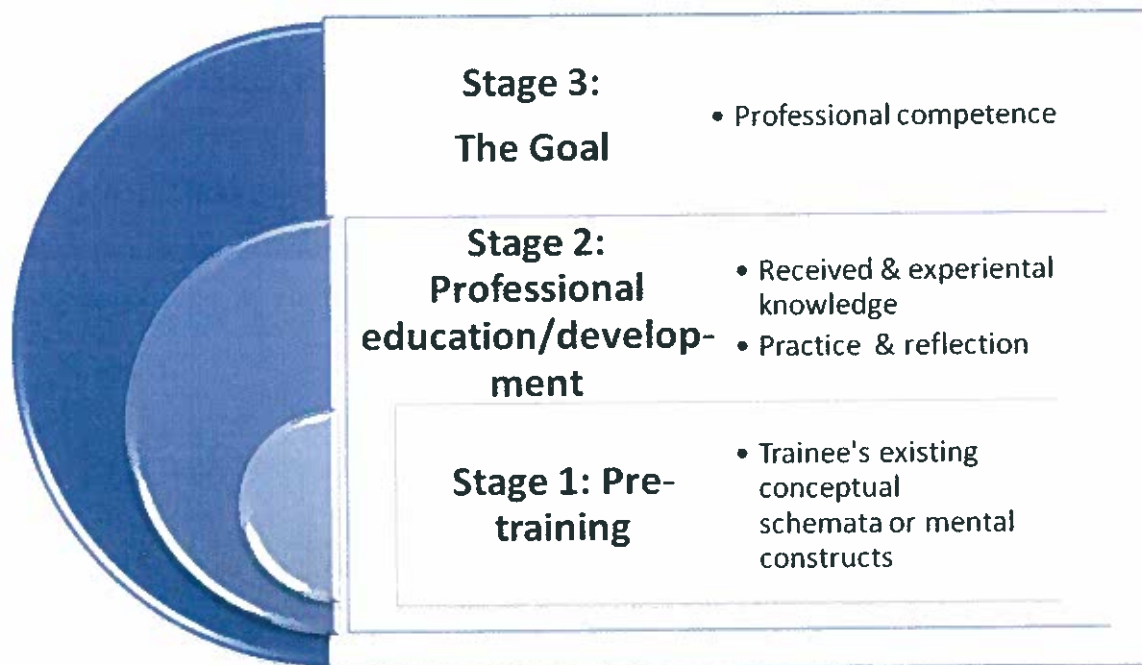 Stage 3:
The Goal
• Professional competence
Stage 2:
Professional
education/develop-
ment
• Received & experiental
knowledge
• Practice & reflection
Stage 1: Pre-
training
• Trainee's existing
conceptual
schemata or mental
constructs